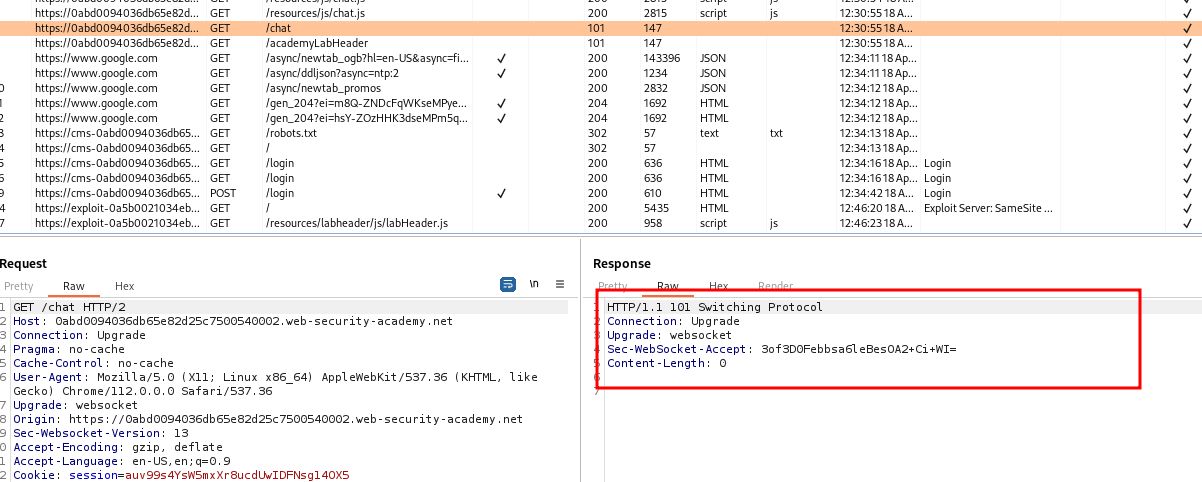 /resources/js/chat.js 200 2815 script js 12:30:55 18 A...
https://0abd0094036db65e82d... GET /resources/js/chat.js 200 2815 script js 12:30:55 18 A... ✓
https://0abd0094036db65e82... GET /chat 101 147 12:30:55 18 A... ✓
https://0abd0094036db65e82d... GET /academyLabHeader 101 147 12:30:55 18 A... ✓
https://www.google.com GET /async/newtab_ogb?hl=en-US&async=fi... ✓ 200 143396 JSON 12:34:11 18 Ap... ✓
https://www.google.com GET /async/ddljson?async=ntp:2 ✓ 200 1234 JSON 12:34:11 18 Ap... ✓
0 https://www.google.com GET /async/newtab_promos 200 2832 JSON 12:34:12 18 Ap... ✓
1 https://www.google.com GET /gen_204?ei=m8Q-ZNDcFqWKseMPye... ✓ 204 1692 HTML 12:34:12 18 Ap... ✓
2 https://www.google.com GET /gen_204?ei=hsY-ZOzHHK3dseMPm5q... ✓ 204 1692 HTML 12:34:12 18 Ap... ✓
3 https://cms-0abd0094036db65... GET /robots.txt 302 57 text txt 12:34:13 18 Ap... ✓
4 https://cms-0abd0094036db65... GET / 302 57 12:34:13 18 Ap... ✓
5 https://cms-0abd0094036db65... GET /login 200 636 HTML 12:34:16 18 Ap... Login ✓
6 https://cms-0abd0094036db65... GET /login 200 636 HTML 12:34:16 18 Ap... Login ✓
9 https://cms-0abd0094036db65... POST /login ✓ 200 610 HTML 12:34:42 18 Ap... Login ✓
4 https://exploit-0a5b0021034eb... GET / 200 5435 HTML 12:46:20 18 A... Exploit Server: SameSite ... ✓
7 https://exploit-0a5b0021034eb... GET /resources/labheader/js/labHeader.js 200 958 script js 12:46:23 18 A... ✓
Request
Pretty Raw Hex \n ≡
1 GET /chat HTTP/2
2 Host: 0abd0094036db65e82d25c7500540002.web-security-academy.net
3 Connection: Upgrade
4 Pragma: no-cache
5 Cache-Control: no-cache
6 User-Agent: Mozilla/5.0 (X11; Linux x86_64) AppleWebKit/537.36 (KHTML, like
Gecko) Chrome/112.0.0.0 Safari/537.36
7 Upgrade: websocket
8 Origin: https://0abd0094036db65e82d25c7500540002.web-security-academy.net
9 Sec-Websocket-Version: 13
0 Accept-Encoding: gzip, deflate
1 Accept-Language: en-US,en;q=0.9
2 Cookie: session=auv99s4YsW5mxXr8ucdUwIDFNsgl4OX5
Response
Pretty Raw Hex Render
1 HTTP/1.1 101 Switching Protocol
2 Connection: Upgrade
3 Upgrade: websocket
4 Sec-WebSocket-Accept: 3of3D0Febbsa6leBesOA2+Ci+WI=
5 Content-Length: 0
6
7